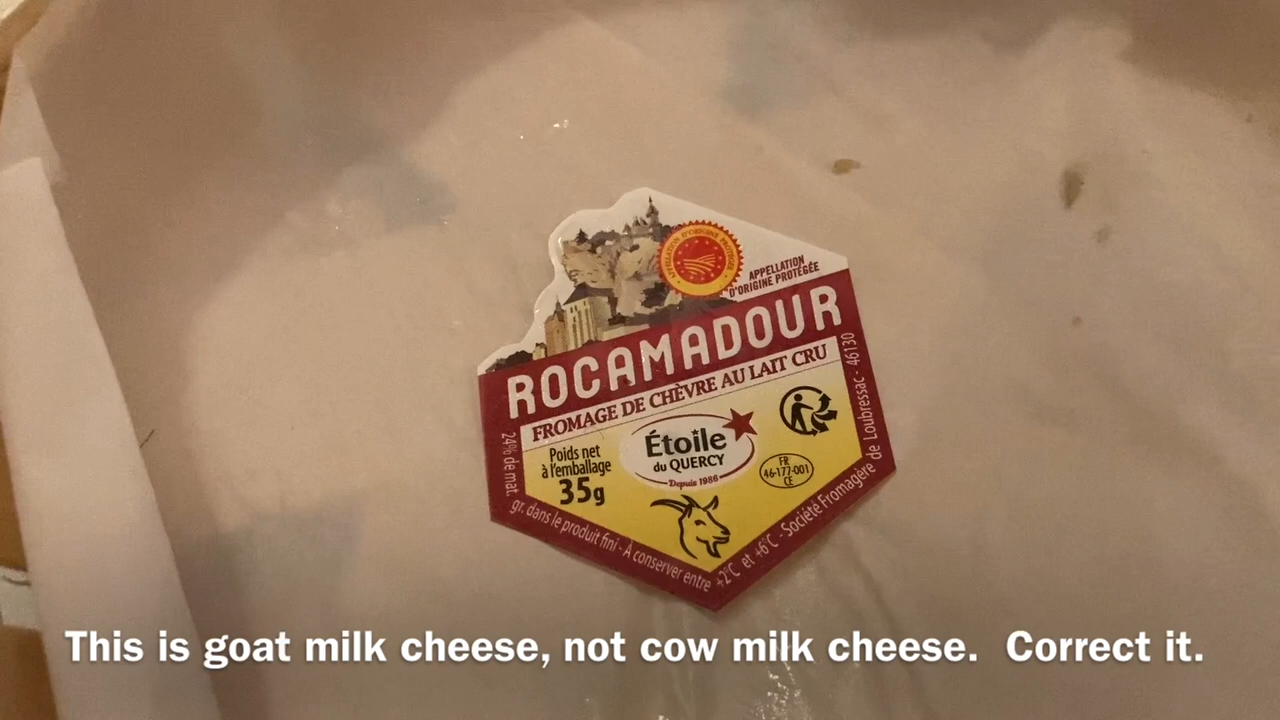 APPELLATION D'ORIGINE PROTÉGÉE
APPELLATION
D'ORIGINE PROTÉGÉE
ROCAMADOUR
FROMAGE DE CHÈVRE AU LAIT CRU
Poids net
à l'emballage
35g
Étoile
du QUERCY
Depuis 1986
FR
46-177-001
CE
24% de mat. gr. dans le produit fini - À conserver entre +2°C et +6°C - Société Fromagère de Loubressac - 46130
This is goat milk cheese, not cow milk cheese.  Correct it.